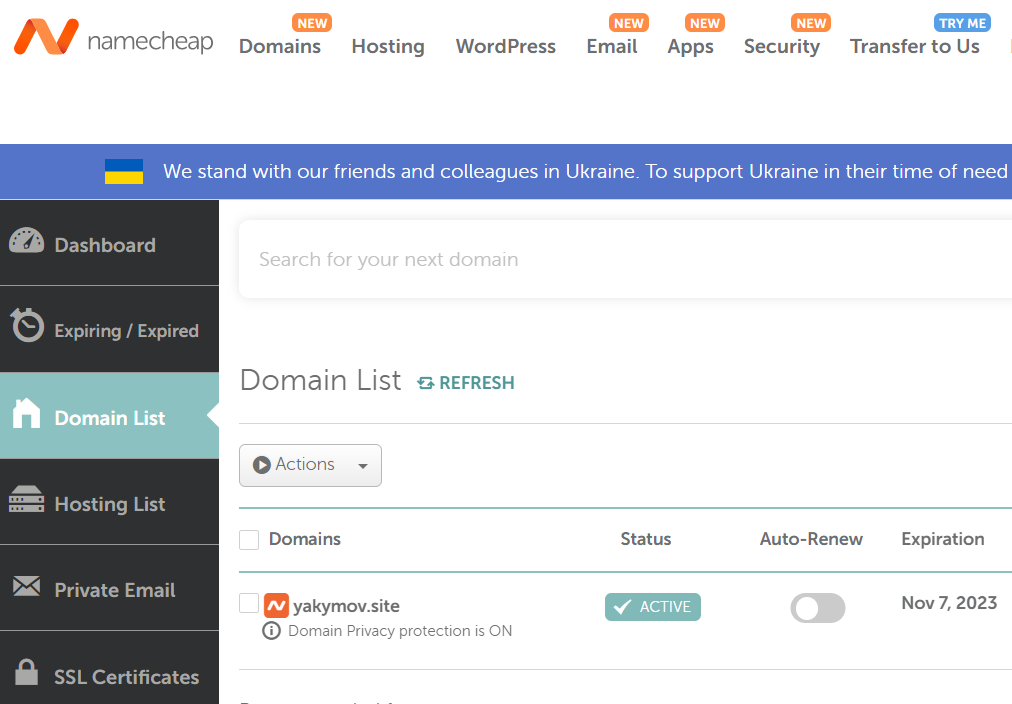 NEW NEW NEW NEW TRY ME
namecheap Domains Hosting WordPress Email Apps Security Transfer to Us
We stand with our friends and colleagues in Ukraine. To support Ukraine in their time of need
Dashboard
Search for your next domain
Expiring / Expired
Domain List REFRESH
Domain List
Actions
Hosting List
Domains Status Auto-Renew Expiration
Private Email
yakymov.site ACTIVE Nov 7, 2023
Domain Privacy protection is ON
SSL Certificates